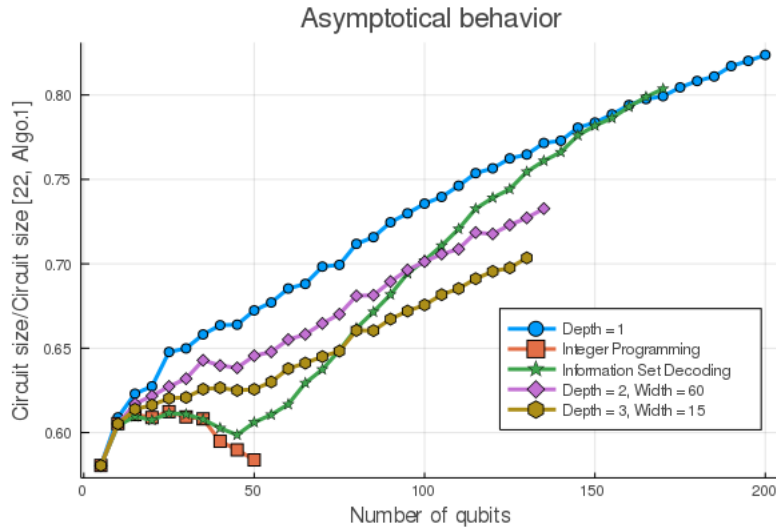 Asymptotical behavior
Circuit size/Circuit size [22, Algo.1]
0.80
0.75
0.70
0.65
0.60
0
50
100
150
200
Number of qubits
Depth = 1
Integer Programming
Information Set Decoding
Depth = 2, Width = 60
Depth = 3, Width = 15